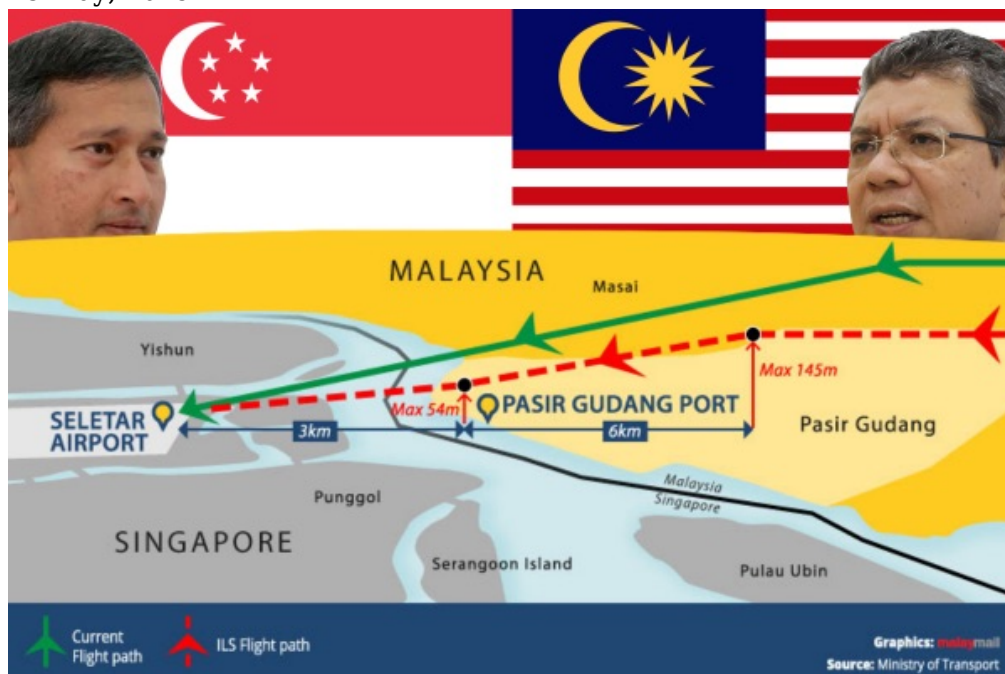 MALAYSIA
Masai
Yishun
Max 145m
SELETAR
AIRPORT
Max 54m
PASIR GUDANG PORT
3km
6km
Pasir Gudang
Malaysia
Singapore
Punggol
SINGAPORE
Serangoon Island
Pulau Ubin
Current
Flight path
ILS Flight path
Graphics: malaymail
Source: Ministry of Transport